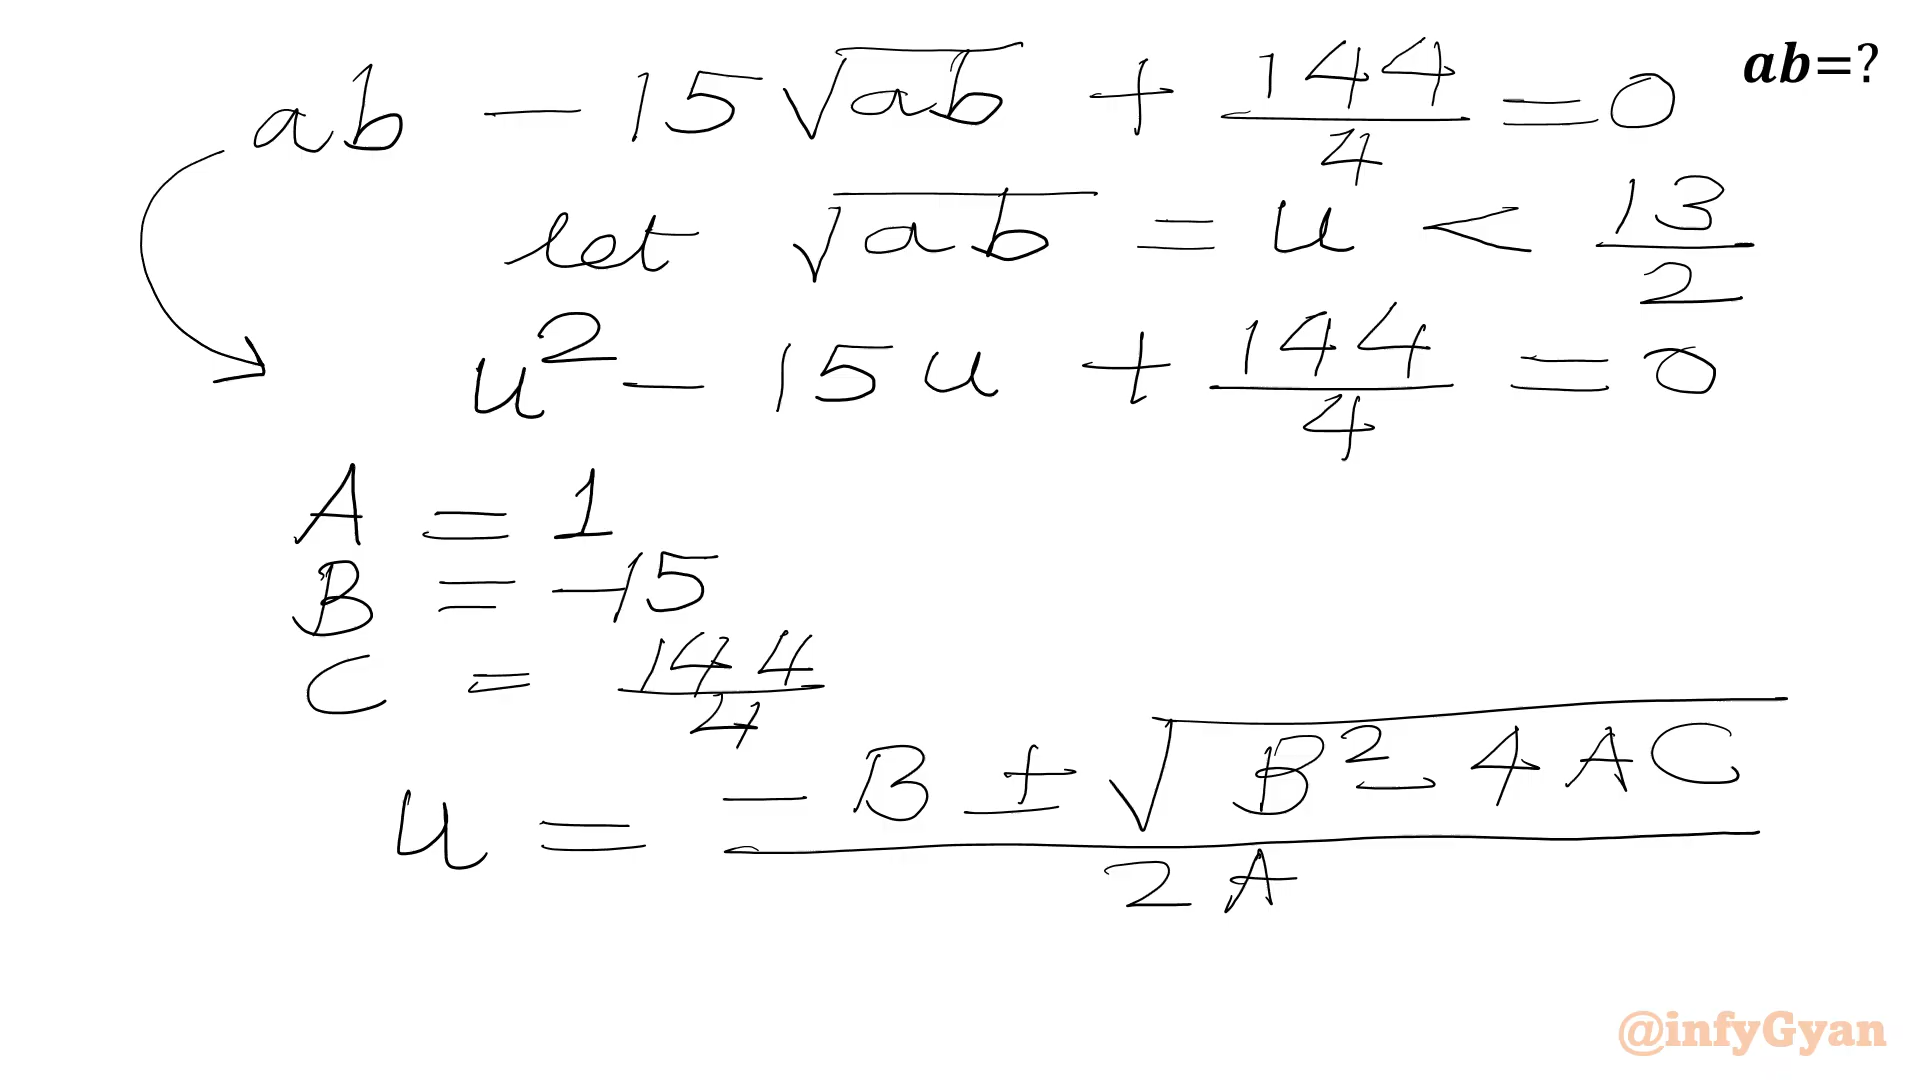 ab - 15√ab + 144/4 = 0
ab=?
let √ab = u < 13/2
u² - 15u + 144/4 = 0
A = 1
B = -15
C = 144/4
u = (-B ± √(B² - 4AC))/2A
@infyGyan